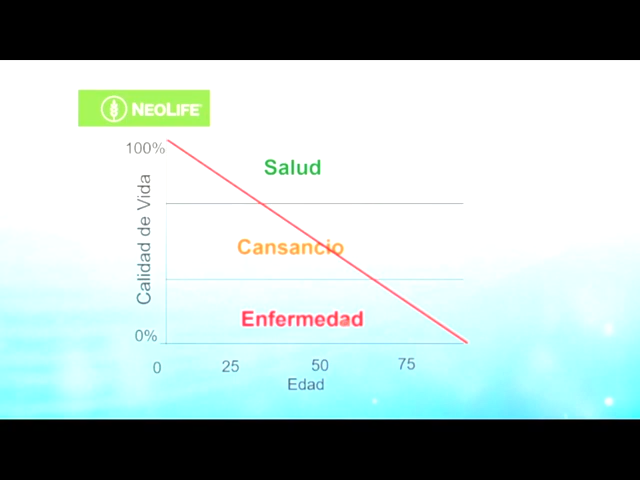 NEOLIFE
100%
Salud
Calidad de Vida
Cansancio
Enfermedad
0%
0 25 50 75
Edad